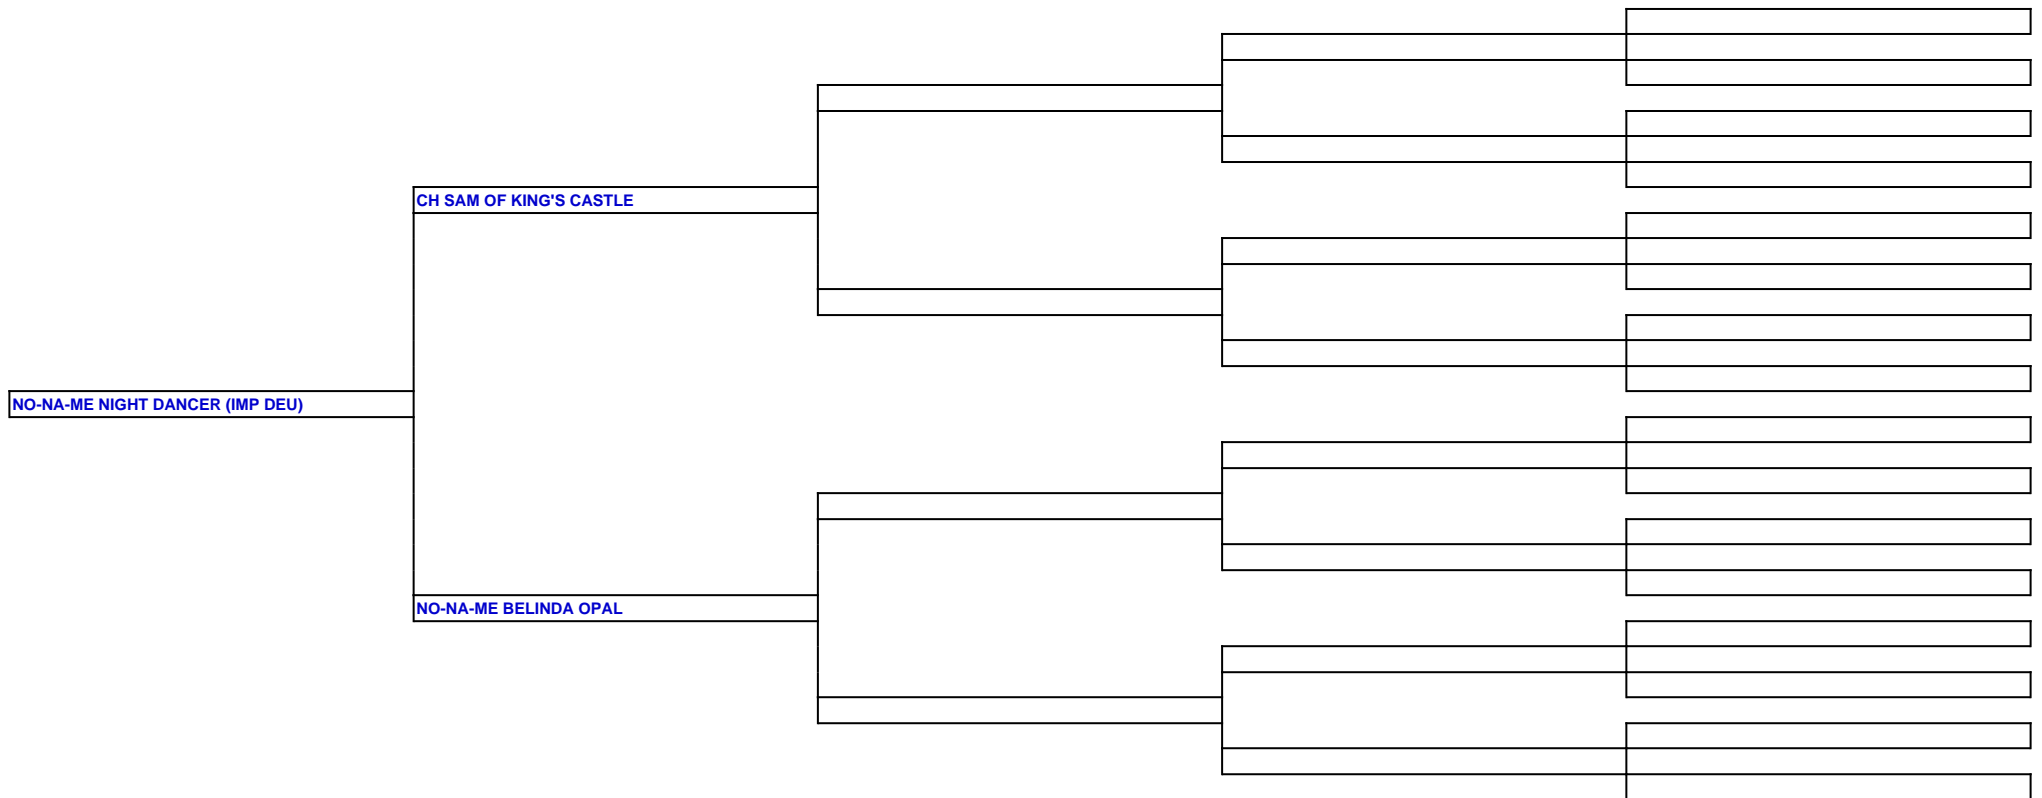 CH SAM OF KING'S CASTLE
NO-NA-ME NIGHT DANCER (IMP DEU)
NO-NA-ME BELINDA OPAL